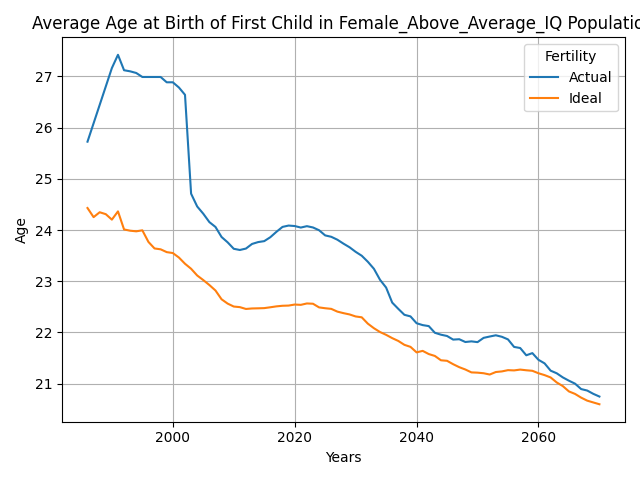 Average Age at Birth of First Child in Female_Above_Average_IQ
Fertility
Actual
Ideal
27
26
25
24
23
22
21
Age
2000
2020
2040
2060
Years